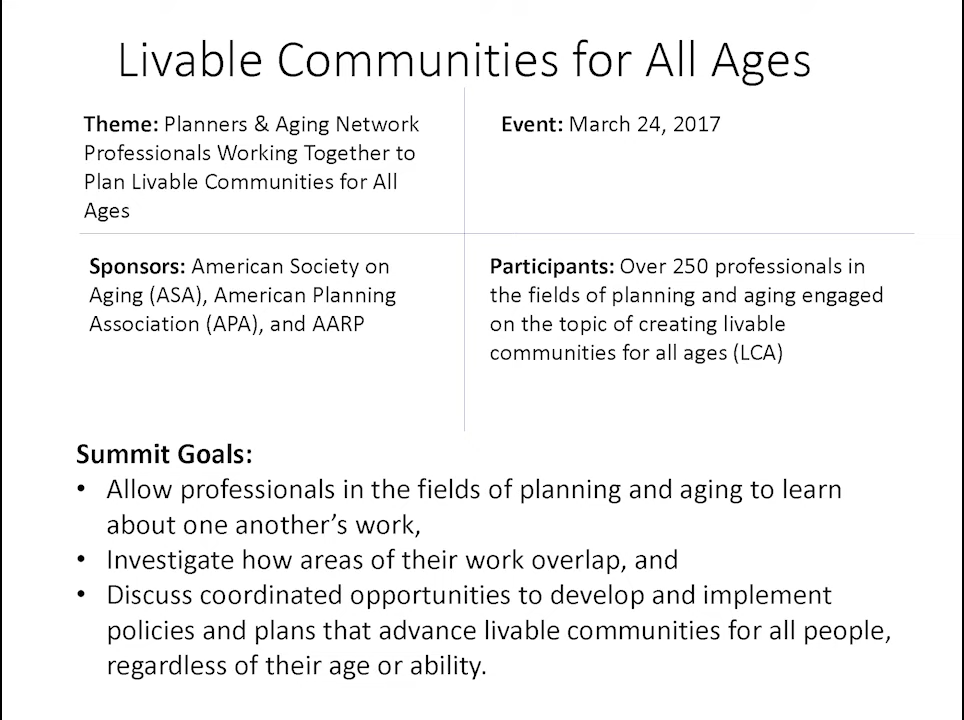 Livable Communities for All Ages
Theme: Planners & Aging Network
Professionals Working Together to
Plan Livable Communities for All
Ages
Event: March 24, 2017
Sponsors: American Society on
Aging (ASA), American Planning
Association (APA), and AARP
Participants: Over 250 professionals in
the fields of planning and aging engaged
on the topic of creating livable
communities for all ages (LCA)
Summit Goals:
• Allow professionals in the fields of planning and aging to learn
about one another’s work,
• Investigate how areas of their work overlap, and
• Discuss coordinated opportunities to develop and implement
policies and plans that advance livable communities for all people,
regardless of their age or ability.